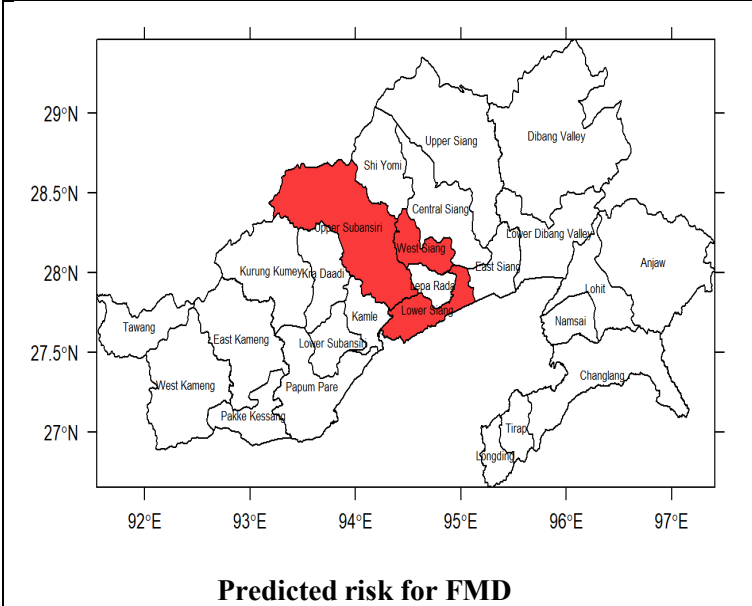 29°N
28.5°N
28°N
27.5°N
27°N
Dibang Valley
Upper Siang
Shi Yomi
Central Siang
Upper Subansiri
Lower Dibang Valley
West Siang
Anjaw
East Siang
Kurung Kumey
Kra Daadi
Lepa Rada
Lohit
Lower Siang
Kamle
Namsai
Tawang
East Kameng
Lower Subansiri
Changlang
West Kameng
Papum Pare
Pakke Kessang
Tirap
Longding
92°E 93°E 94°E 95°E 96°E 97°E
Predicted risk for FMD